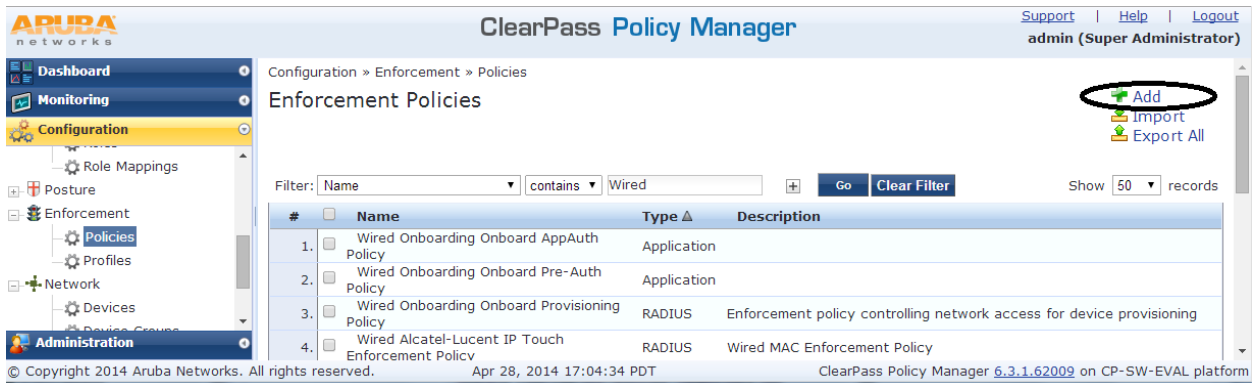 ARUBA
networks
ClearPass Policy Manager
Support | Help | Logout
admin (Super Administrator)
Dashboard
Monitoring
Configuration
Roles
Role Mappings
Posture
Enforcement
Policies
Profiles
Network
Devices
Device Groups
Administration
Configuration » Enforcement » Policies
Enforcement Policies
Add
Import
Export All
Filter: Name contains Wired + Go Clear Filter Show 50 records
# Name Type Description
1. Wired Onboarding Onboard AppAuth Policy Application
2. Wired Onboarding Onboard Pre-Auth Policy Application
3. Wired Onboarding Onboard Provisioning Policy RADIUS Enforcement policy controlling network access for device provisioning
4. Wired Alcatel-Lucent IP Touch Enforcement Policy RADIUS Wired MAC Enforcement Policy
© Copyright 2014 Aruba Networks. All rights reserved. Apr 28, 2014 17:04:34 PDT ClearPass Policy Manager 6.3.1.62009 on CP-SW-EVAL platform